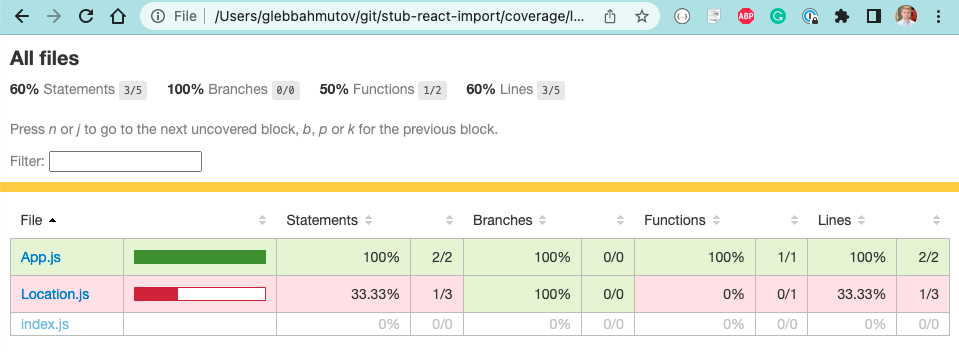 File /Users/glebbahmutov/git/stub-react-import/coverage/l...
ABP
All files
60% Statements 3/5 100% Branches 0/0 50% Functions 1/2 60% Lines 3/5
Press n or j to go to the next uncovered block, b, p or k for the previous block.
Filter:
File Statements Branches Functions Lines
App.js 100% 2/2 100% 0/0 100% 1/1 100% 2/2
Location.js 33.33% 1/3 100% 0/0 0% 0/1 33.33% 1/3
index.js 0% 0/0 0% 0/0 0% 0/0 0% 0/0